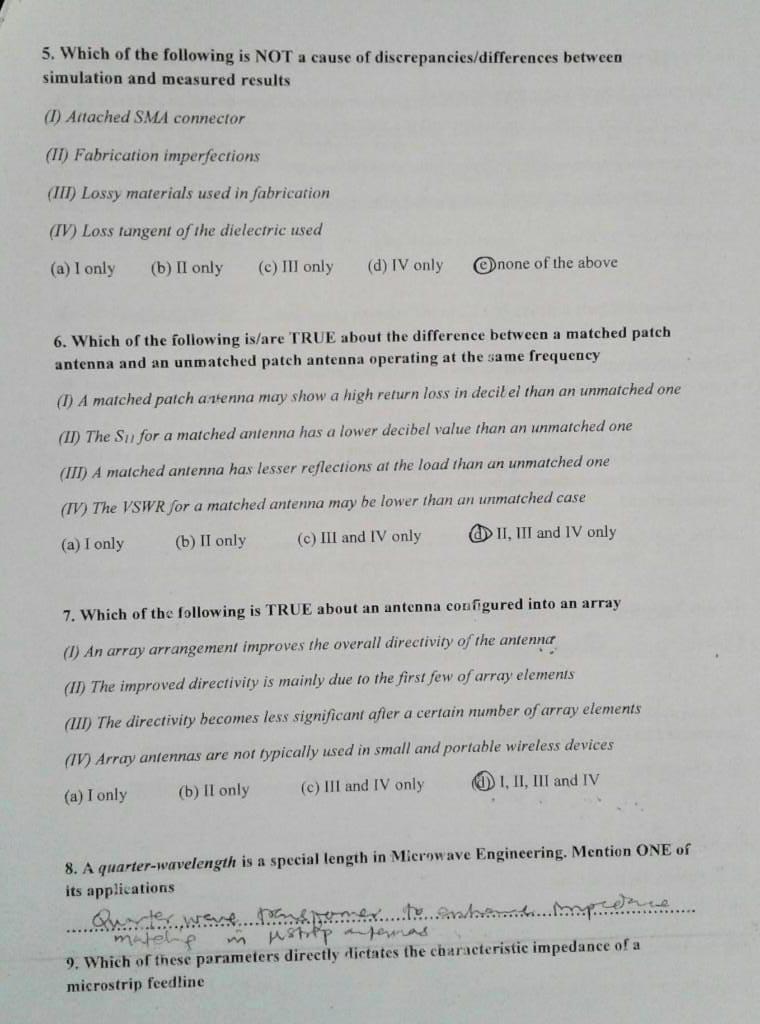 5. Which of the following is NOT a cause of discrepancies/differences between
simulation and measured results
(I) Attached SMA connector
(II) Fabrication imperfections
(III) Lossy materials used in fabrication
(IV) Loss tangent of the dielectric used
(a) I only (b) II only (c) III only (d) IV only (e) none of the above
6. Which of the following is/are TRUE about the difference between a matched patch
antenna and an unmatched patch antenna operating at the same frequency
(I) A matched patch antenna may show a high return loss in decibel than an unmatched one
(II) The S11 for a matched antenna has a lower decibel value than an unmatched one
(III) A matched antenna has lesser reflections at the load than an unmatched one
(IV) The VSWR for a matched antenna may be lower than an unmatched case
(a) I only (b) II only (c) III and IV only (d) II, III and IV only
7. Which of the following is TRUE about an antenna configured into an array
(I) An array arrangement improves the overall directivity of the antenna
(II) The improved directivity is mainly due to the first few of array elements
(III) The directivity becomes less significant after a certain number of array elements
(IV) Array antennas are not typically used in small and portable wireless devices
(a) I only (b) II only (c) III and IV only (d) I, II, III and IV
8. A quarter-wavelength is a special length in Microwave Engineering. Mention ONE of
its applications
Quarter wave transformer to enhance impedance
matching in μstrip antennas
9. Which of these parameters directly dictates the characteristic impedance of a
microstrip feedline